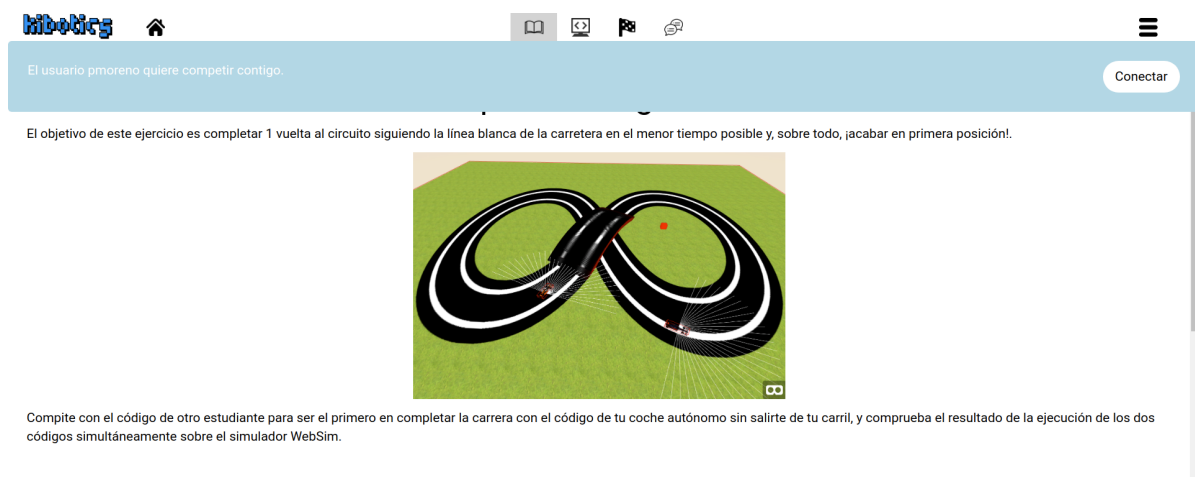 kibotics
El usuario pmoreno quiere competir contigo.
Conectar
El objetivo de este ejercicio es completar 1 vuelta al circuito siguiendo la línea blanca de la carretera en el menor tiempo posible y, sobre todo, ¡acabar en primera posición!.
Compite con el código de otro estudiante para ser el primero en completar la carrera con el código de tu coche autónomo sin salirte de tu carril, y comprueba el resultado de la ejecución de los dos
códigos simultáneamente sobre el simulador WebSim.